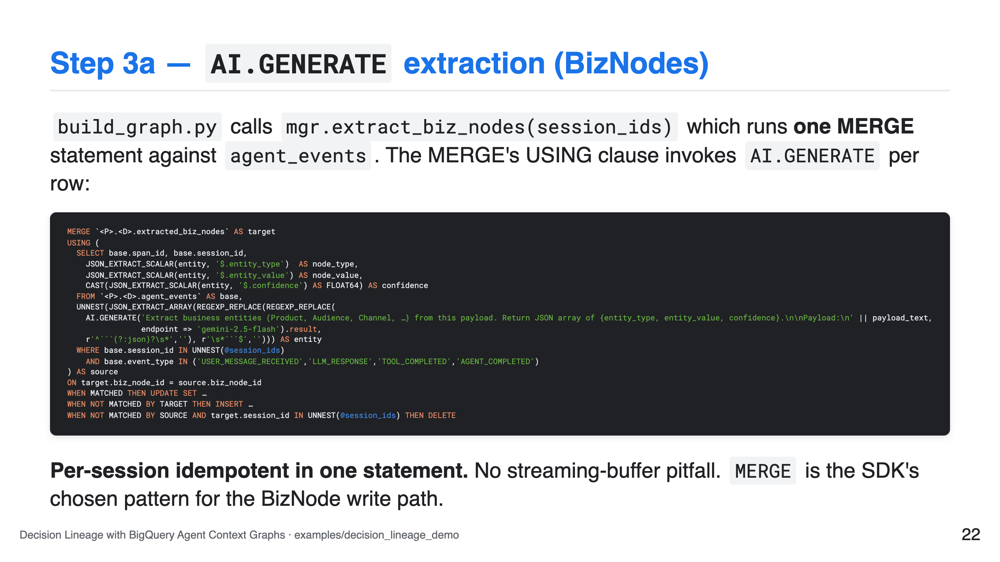 Step 3a — AI.GENERATE extraction (BizNodes)
build_graph.py calls mgr.extract_biz_nodes(session_ids) which runs one MERGE
statement against agent_events . The MERGE's USING clause invokes AI.GENERATE per
row:
MERGE `<P>.<D>.extracted_biz_nodes` AS target
USING (
  SELECT base.span_id, base.session_id,
    JSON_EXTRACT_SCALAR(entity, '$.entity_type')  AS node_type,
    JSON_EXTRACT_SCALAR(entity, '$.entity_value') AS node_value,
    CAST(JSON_EXTRACT_SCALAR(entity, '$.confidence') AS FLOAT64) AS confidence
  FROM `<P>.<D>.agent_events` AS base,
  UNNEST(JSON_EXTRACT_ARRAY(REGEXP_REPLACE(REGEXP_REPLACE(
    AI.GENERATE('Extract business entities (Product, Audience, Channel, …) from this payload. Return JSON array of {entity_type, entity_value, confidence}.\n\nPayload:\n' || payload_text,
                endpoint => 'gemini-2.5-flash').result,
    r'^```(?:json)?\s*',''), r'\s*```$',''))) AS entity
  WHERE base.session_id IN UNNEST(@session_ids)
    AND base.event_type IN ('USER_MESSAGE_RECEIVED','LLM_RESPONSE','TOOL_COMPLETED','AGENT_COMPLETED')
) AS source
ON target.biz_node_id = source.biz_node_id
WHEN MATCHED THEN UPDATE SET …
WHEN NOT MATCHED BY TARGET THEN INSERT …
WHEN NOT MATCHED BY SOURCE AND target.session_id IN UNNEST(@session_ids) THEN DELETE
Per-session idempotent in one statement. No streaming-buffer pitfall. MERGE is the SDK's
chosen pattern for the BizNode write path.
Decision Lineage with BigQuery Agent Context Graphs · examples/decision_lineage_demo
22